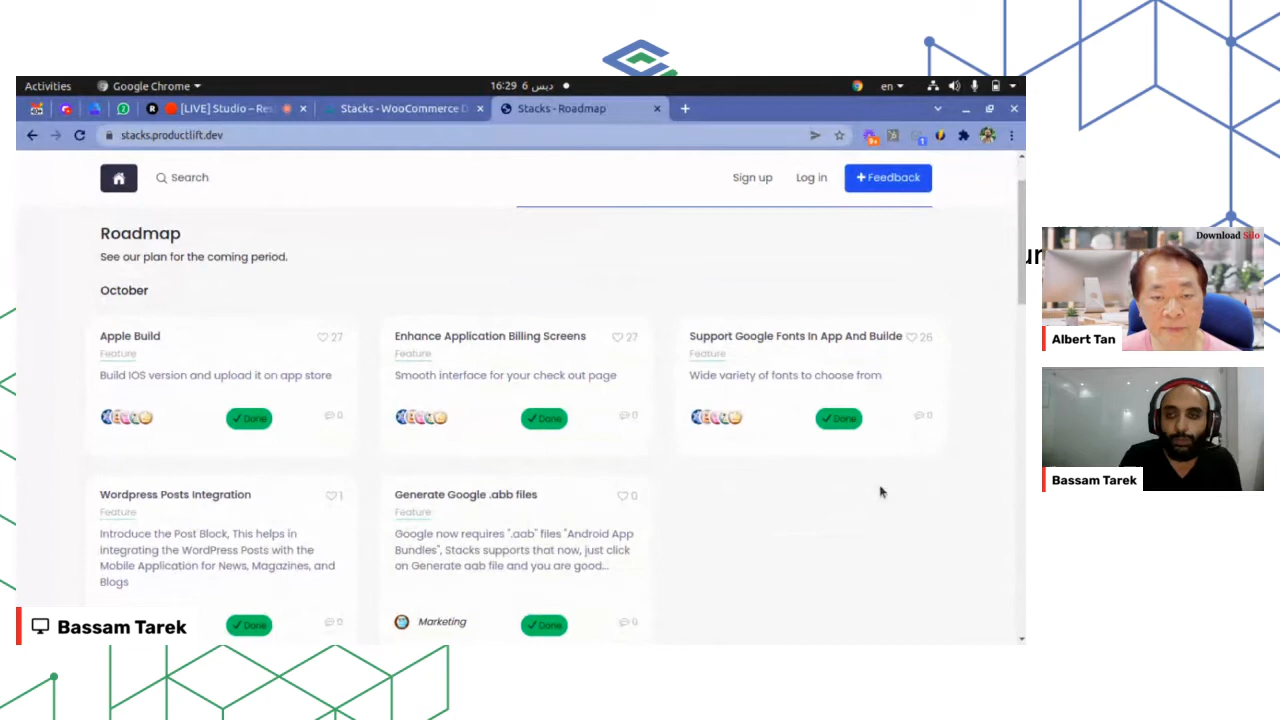 Activities
Google Chrome
16:29 6 ديس
en
[LIVE] Studio – Res
Stacks - WooCommerce D
Stacks - Roadmap
stacks.productlift.dev
9+
1
Search
Sign up
Log in
+ Feedback
Roadmap
See our plan for the coming period.
October
Apple Build
27
Feature
Build IOS version and upload it on app store
Done
0
Enhance Application Billing Screens
27
Feature
Smooth interface for your check out page
Done
0
Support Google Fonts In App And Builde
26
Feature
Wide variety of fonts to choose from
Done
0
Wordpress Posts Integration
1
Feature
Introduce the Post Block, This helps in
integrating the WordPress Posts with the
Mobile Application for News, Magazines, and
Blogs
Done
0
Generate Google .abb files
0
Feature
Google now requires ".aab" files "Android App
Bundles", Stacks supports that now, just click
on Generate aab file and you are good...
Marketing
Done
0
Bassam Tarek
Download Silo
Albert Tan
Bassam Tarek